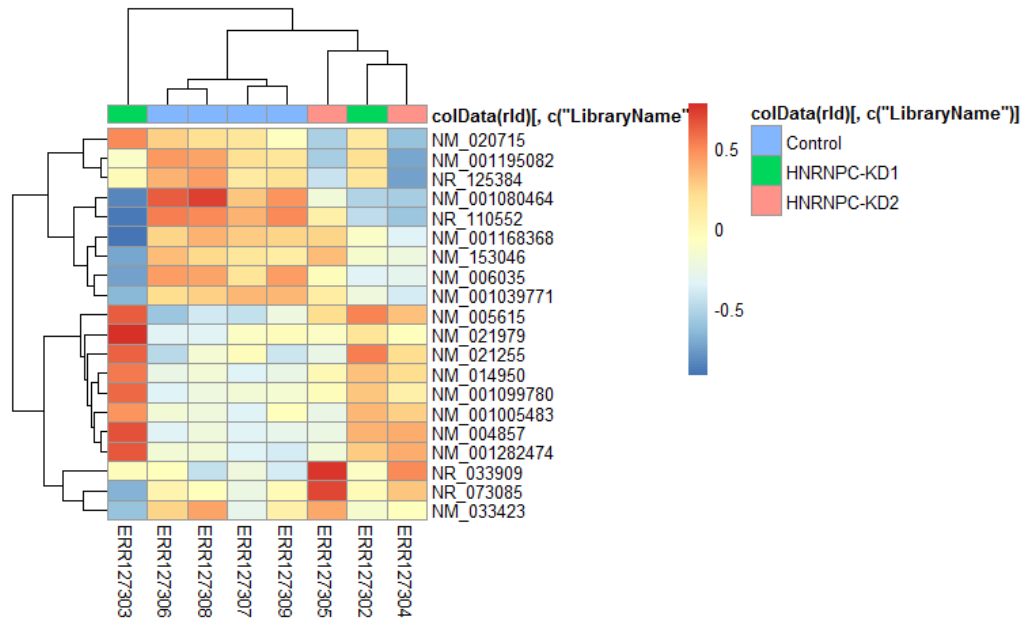 colData(rld)[, c("LibraryName"
NM_020715
NM_001195082
NR_125384
NM_001080464
NR_110552
NM_001168368
NM_153046
NM_006035
NM_001039771
NM_005615
NM_021979
NM_021255
NM_014950
NM_001099780
NM_001005483
NM_004857
NM_001282474
NR_033909
NR_073085
NM_033423
ERR127303
ERR127306
ERR127308
ERR127307
ERR127309
ERR127305
ERR127302
ERR127304
0.5
0
-0.5
colData(rld)[, c("LibraryName")]
Control
HNRNPC-KD1
HNRNPC-KD2